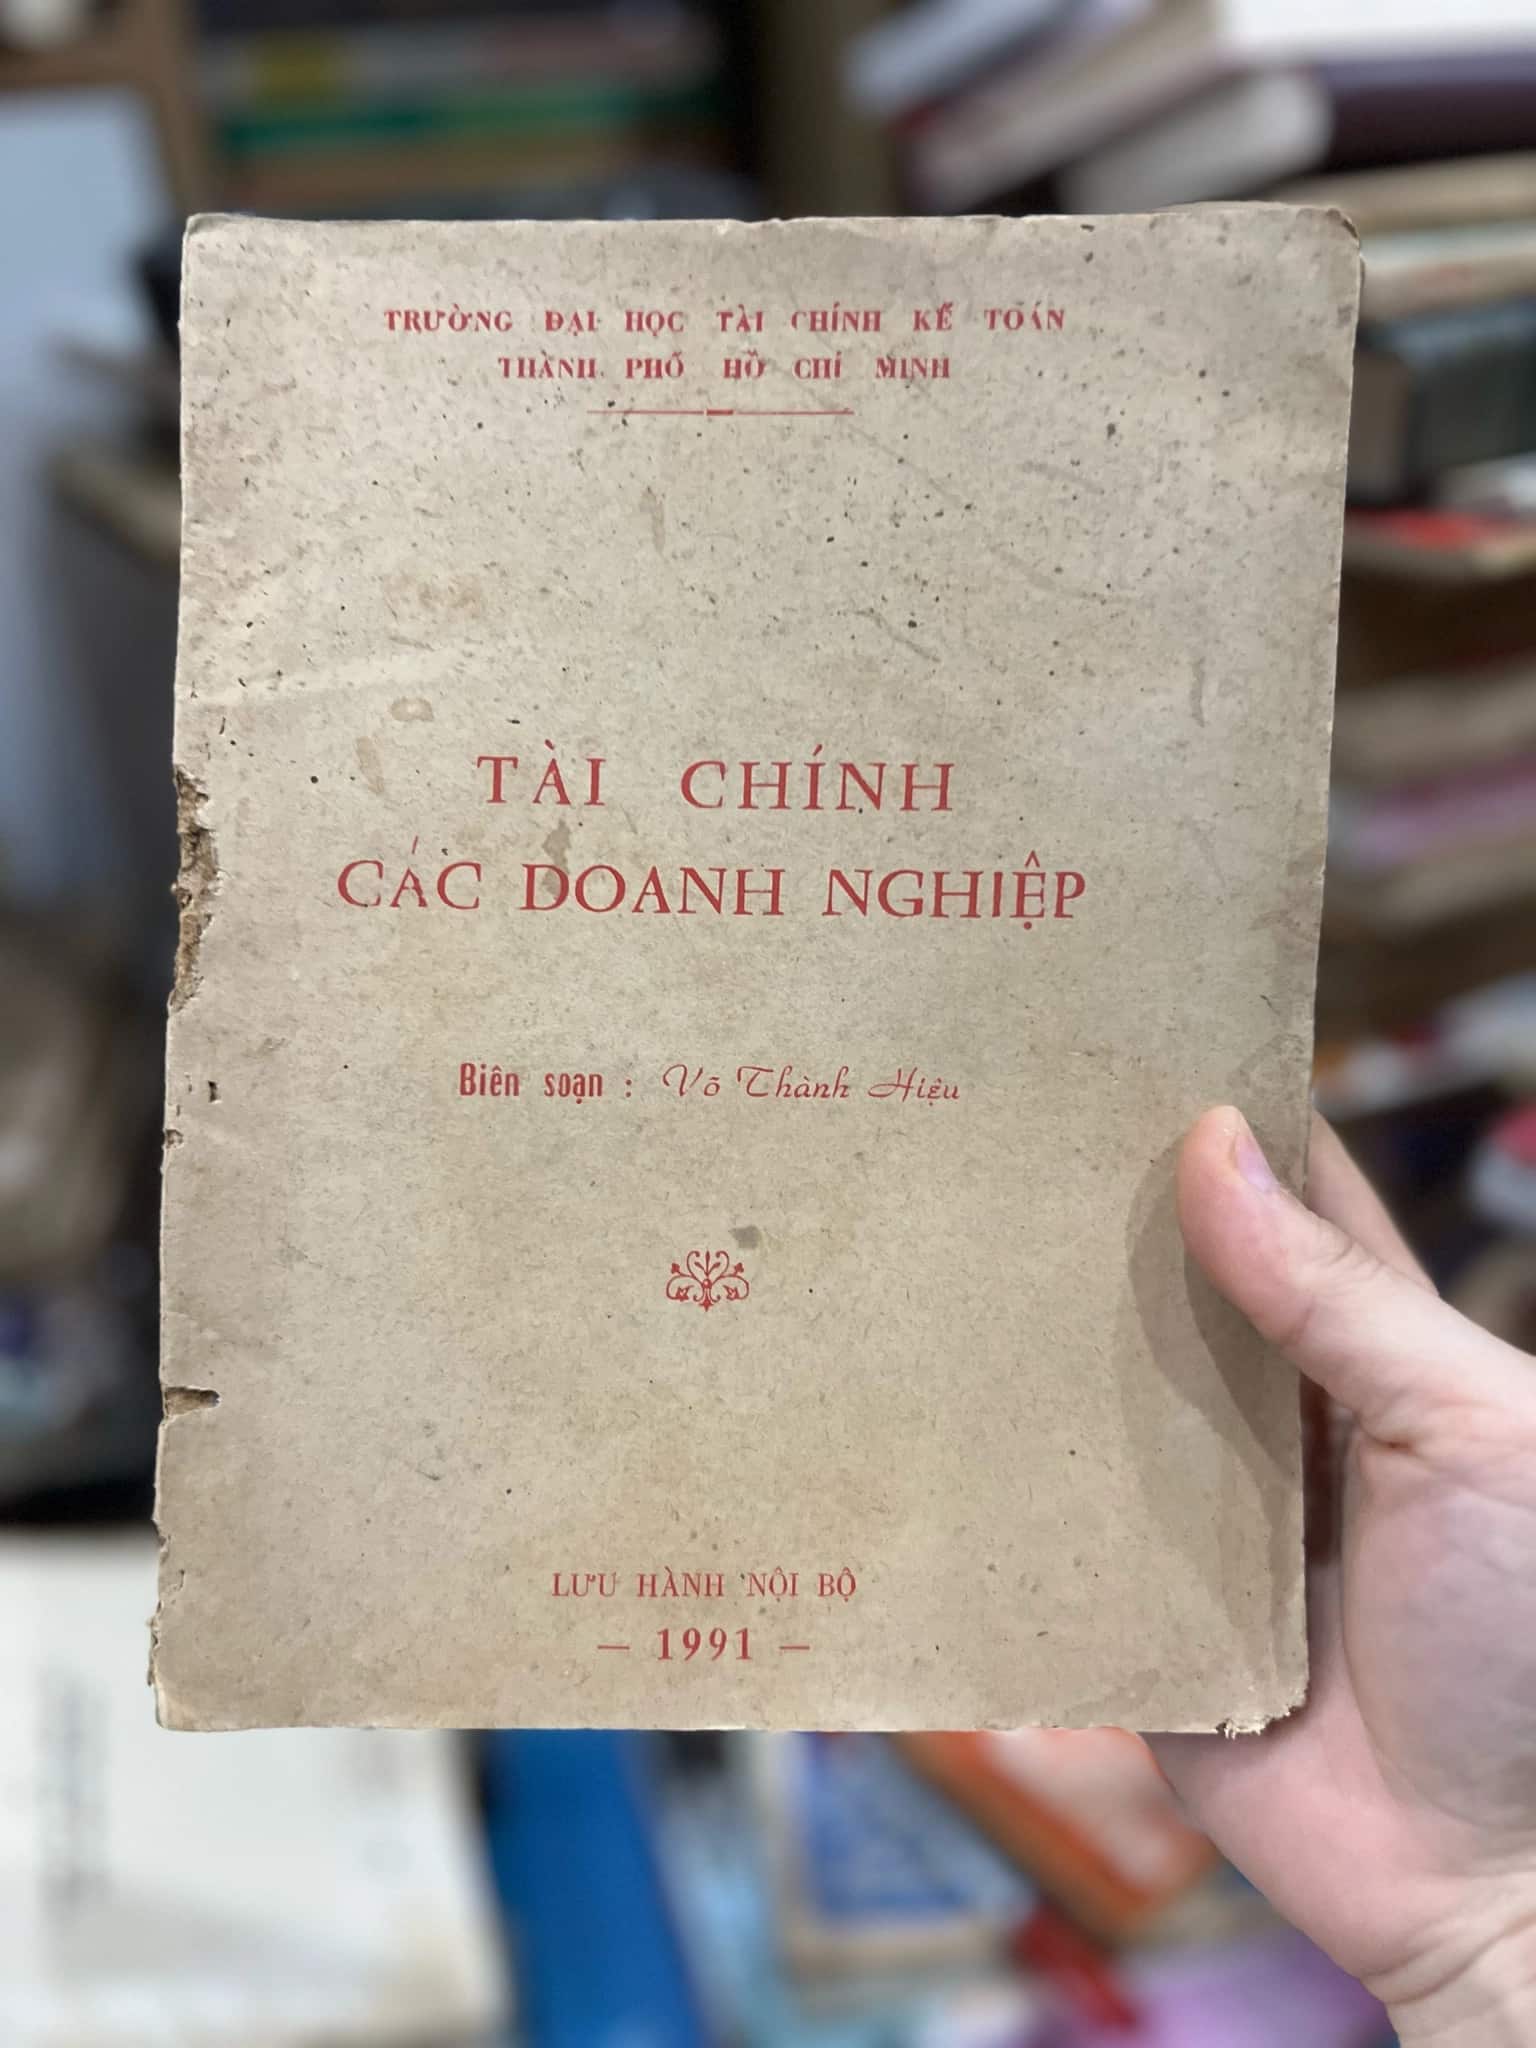 TRƯỜNG ĐẠI HỌC TÀI CHÍNH KẾ TOÁN
THÀNH PHỐ HỒ CHÍ MINH
TÀI CHÍNH
CÁC DOANH NGHIỆP
Biên soạn : Võ Thành Hiệu
LƯU HÀNH NỘI BỘ
— 1991 —